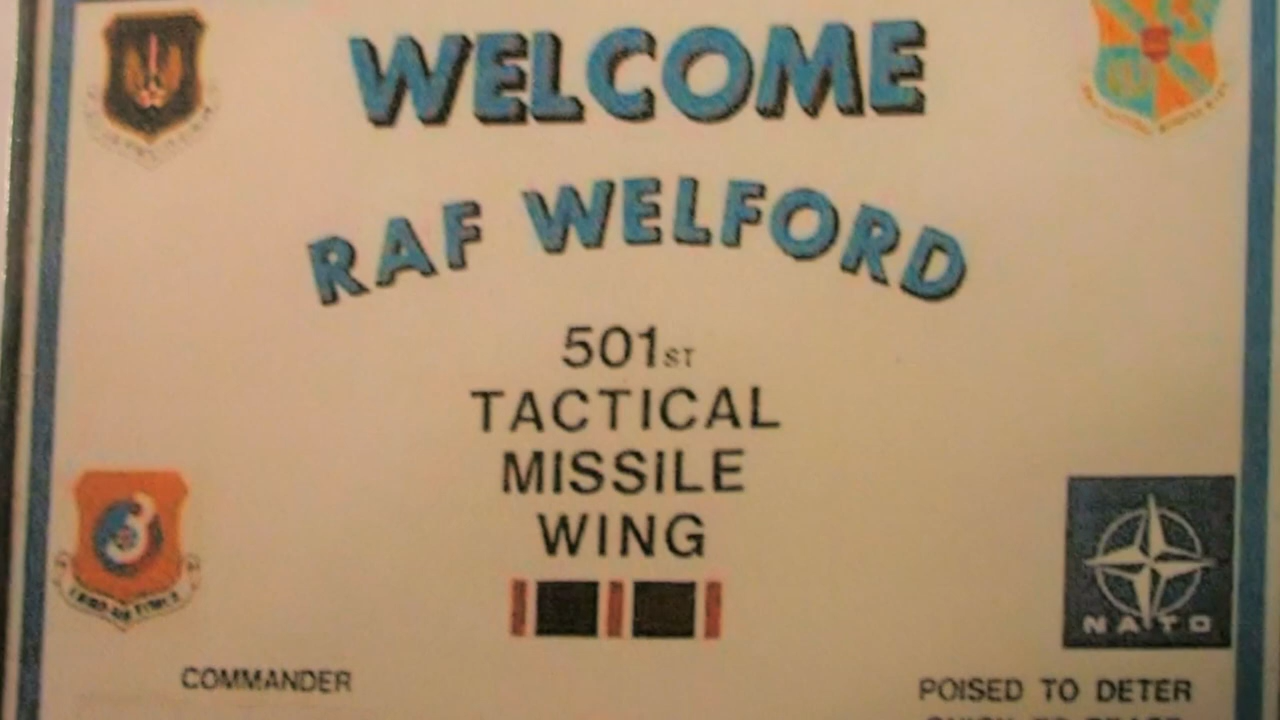 WELCOME
RAF WELFORD
501ST
TACTICAL
MISSILE
WING
NATO
COMMANDER
POISED TO DETER